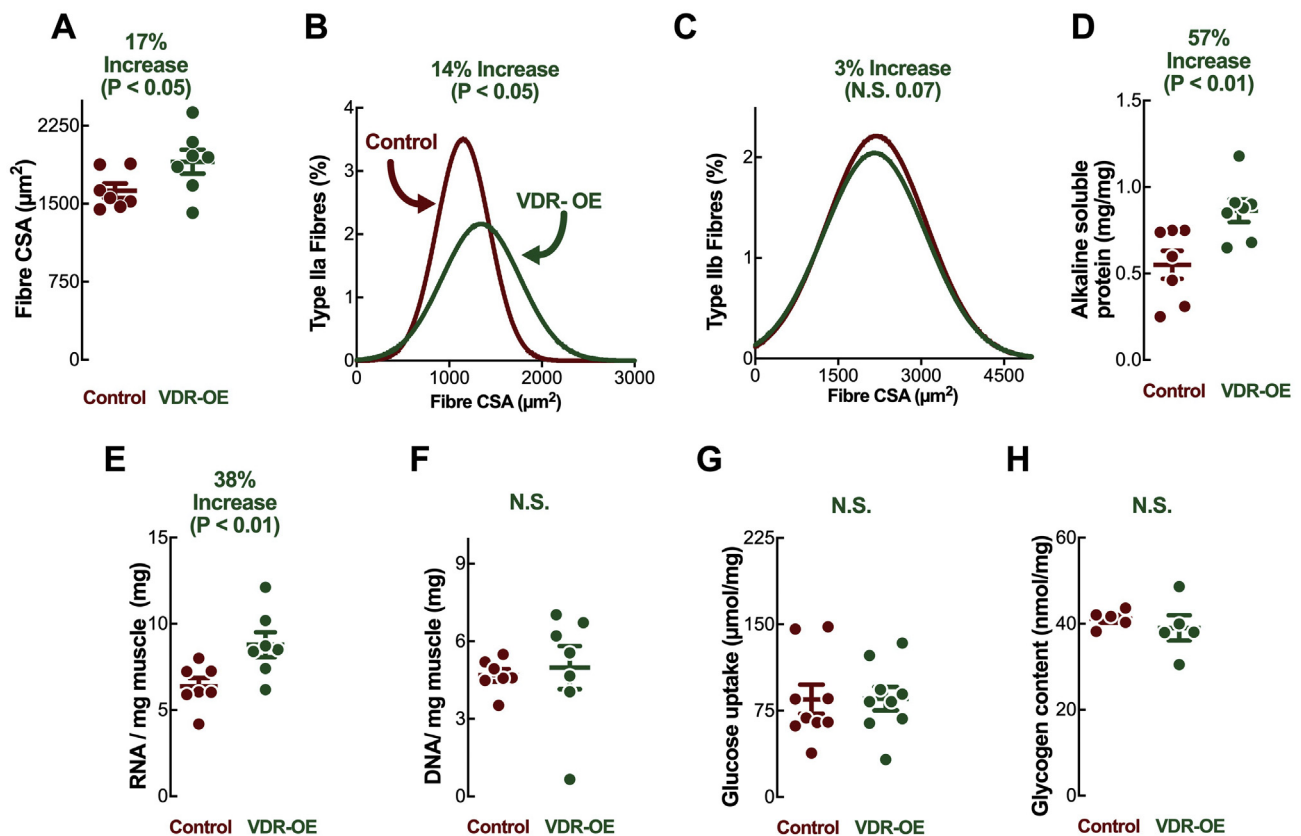 A
17%
Increase
(P < 0.05)
Fibre CSA (µm²)
2250
1500
750
0
Control VDR-OE
B
14% Increase
(P < 0.05)
Type IIa Fibres (%)
4
3
2
1
0
Control
VDR- OE
0 1000 2000 3000
Fibre CSA (µm²)
C
3% Increase
(N.S. 0.07)
Type IIb Fibres (%)
2
1
0
0 1500 3000 4500
Fibre CSA (µm²)
D
57%
Increase
(P < 0.01)
Alkaline soluble
protein (mg/mg)
1.5
1.0
0.5
0.0
Control VDR-OE
E
38%
Increase
(P < 0.01)
RNA / mg muscle (mg)
15
10
5
0
Control VDR-OE
F
N.S.
DNA/ mg muscle (mg)
9
6
3
0
Control VDR-OE
G
N.S.
Glucose uptake (µmol/mg)
225
150
75
0
Control VDR-OE
H
N.S.
Glycogen content (nmol/mg)
60
40
20
0
Control VDR-OE